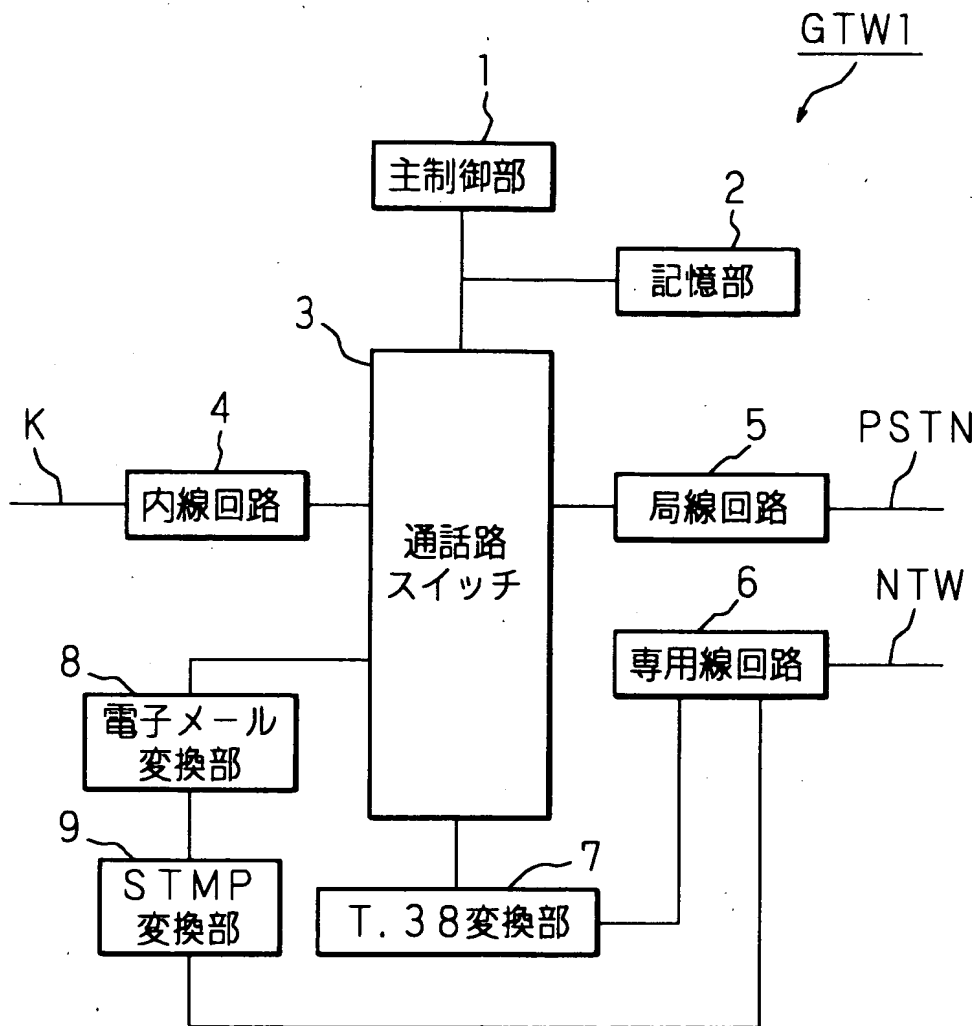 GTW1
1
主制御部
2
記憶部
3
通話路
スイッチ
K
4
内線回路
5
局線回路
PSTN
6
専用線回路
NTW
8
電子メール
変換部
9
STMP
変換部
7
T.38変換部